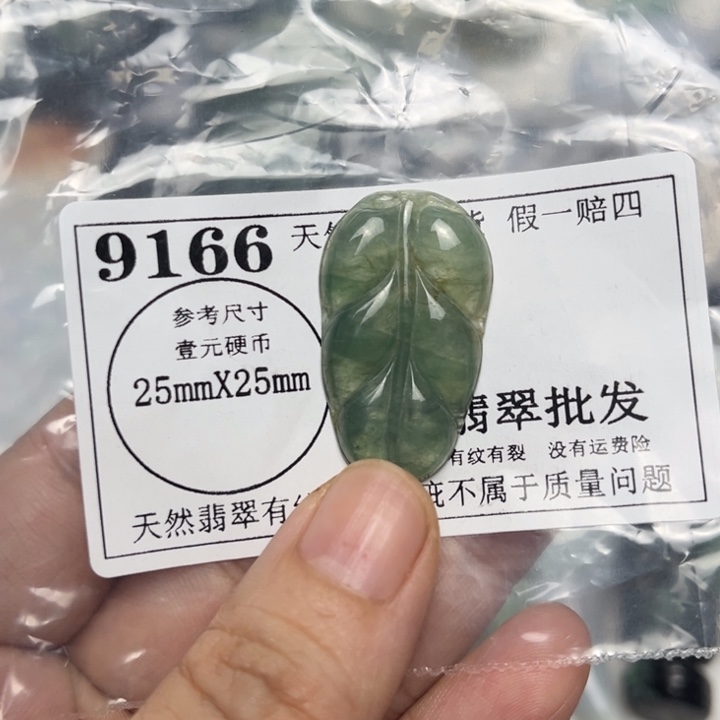 9166 天 假一赔四
参考尺寸
壹元硬币
25mmX25mm
翡翠批发
有纹有裂 没有运费险
天然翡翠有 疵不属于质量问题